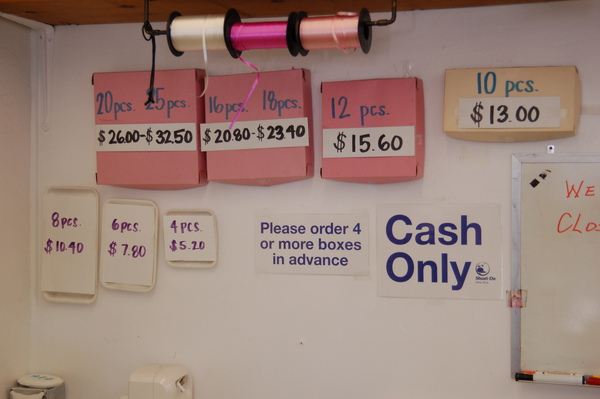 20pcs. 25pcs.
$26.00-$32.50
16pcs. 18pcs.
$20.80-$23.40
12 pcs.
$15.60
10 pcs.
$13.00
8pcs.
$10.40
6pcs.
$7.80
4pcs.
$5.20
Please order 4
or more boxes
in advance
Cash
Only
WE